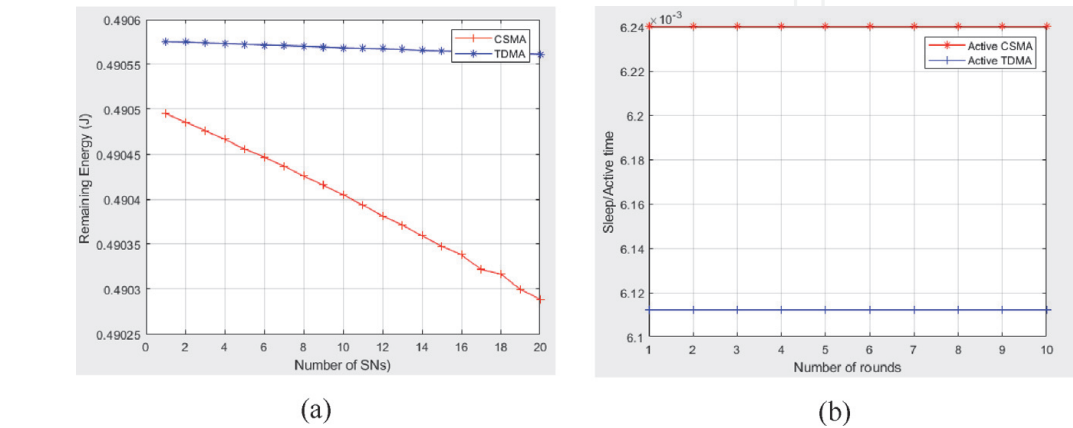 0.4906
0.49055
0.4905
0.49045
0.4904
0.49035
0.4903
0.49025
Remaining Energy (J)
0 2 4 6 8 10 12 14 16 18 20
Number of SNs)
CSMA
TDMA
(a)
×10⁻³
6.24
6.22
6.2
6.18
6.16
6.14
6.12
6.1
Sleep/Active time
1 2 3 4 5 6 7 8 9 10
Number of rounds
Active CSMA
Active TDMA
(b)